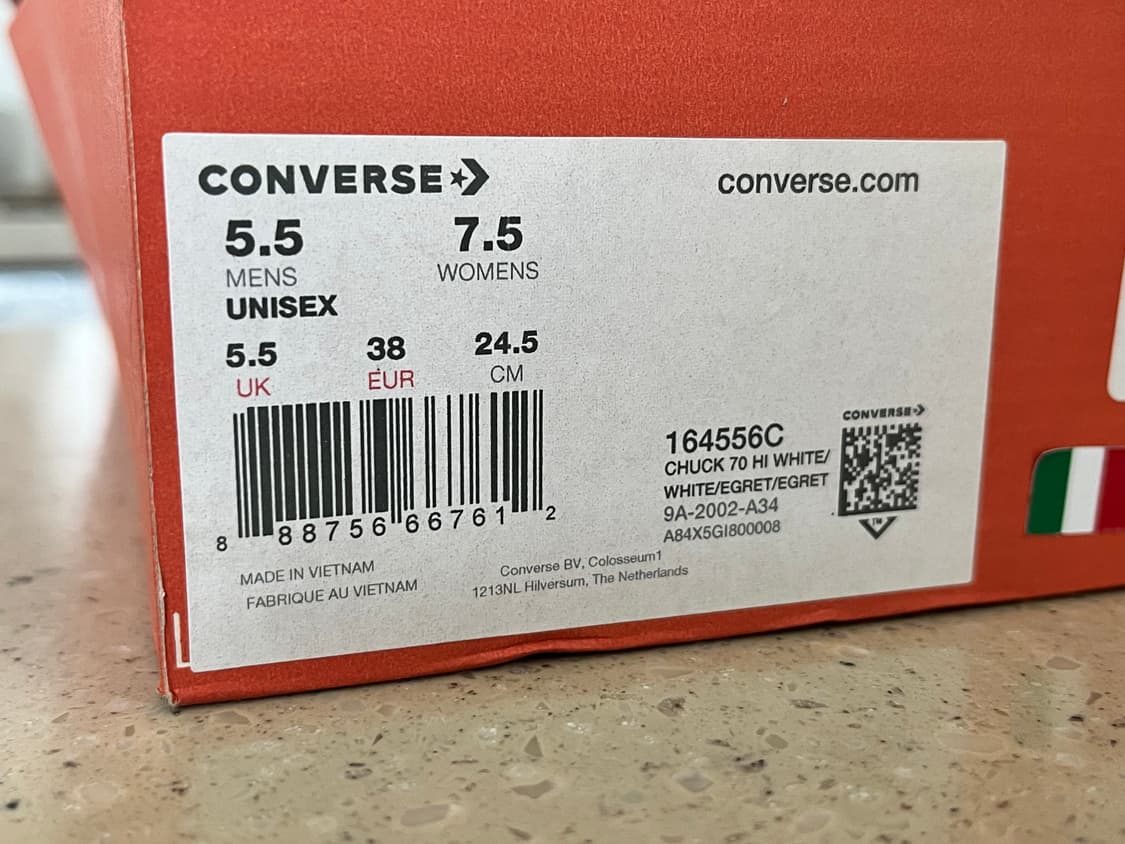 CONVERSE
converse.com
5.5 7.5
MENS WOMENS
UNISEX
5.5 38 24.5
UK EUR CM
8 88756 66761 2
MADE IN VIETNAM
FABRIQUE AU VIETNAM
Converse BV, Colosseum1
1213NL Hilversum, The Netherlands
CONVERSE
164556C
CHUCK 70 HI WHITE/
WHITE/EGRET/EGRET
9A-2002-A34
A84X5GI800008
TM